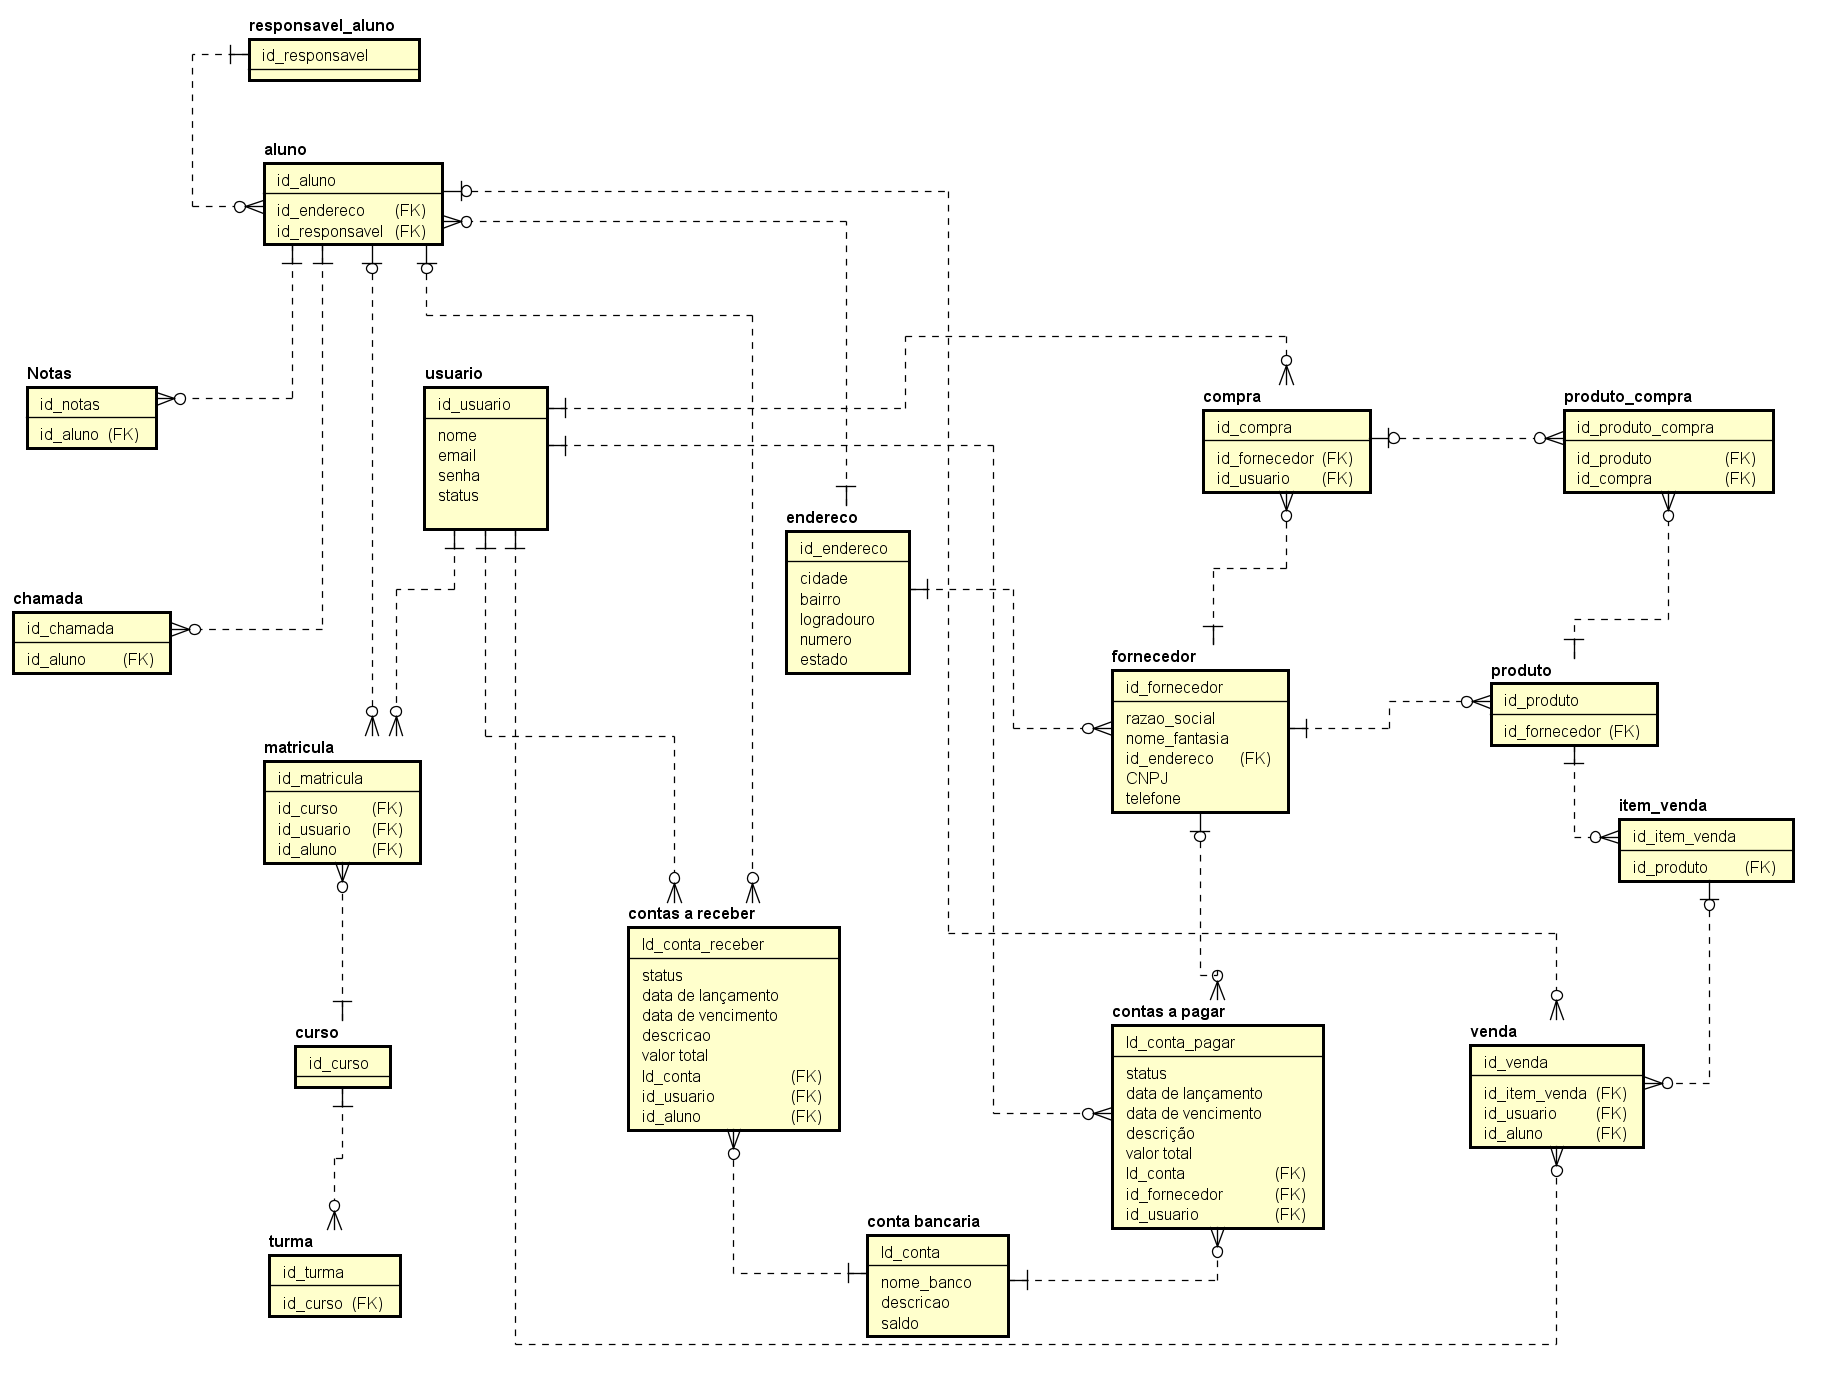 responsavel_aluno
id_responsavel
aluno
id_aluno
id_endereco (FK)
id_responsavel (FK)
Notas
id_notas
id_aluno (FK)
usuario
id_usuario
nome
email
senha
status
compra
id_compra
id_fornecedor (FK)
id_usuario (FK)
produto_compra
id_produto_compra
id_produto (FK)
id_compra (FK)
endereco
id_endereco
cidade
bairro
logradouro
numero
estado
chamada
id_chamada
id_aluno (FK)
fornecedor
id_fornecedor
razao_social
nome_fantasia
id_endereco (FK)
CNPJ
telefone
produto
id_produto
id_fornecedor (FK)
matricula
id_matricula
id_curso (FK)
id_usuario (FK)
id_aluno (FK)
item_venda
id_item_venda
id_produto (FK)
contas a receber
Id_conta_receber
status
data de lançamento
data de vencimento
descricao
valor total
Id_conta (FK)
id_usuario (FK)
id_aluno (FK)
contas a pagar
Id_conta_pagar
status
data de lançamento
data de vencimento
descrição
valor total
Id_conta (FK)
id_fornecedor (FK)
id_usuario (FK)
venda
id_venda
id_item_venda (FK)
id_usuario (FK)
id_aluno (FK)
curso
id_curso
turma
id_turma
id_curso (FK)
conta bancaria
Id_conta
nome_banco
descricao
saldo